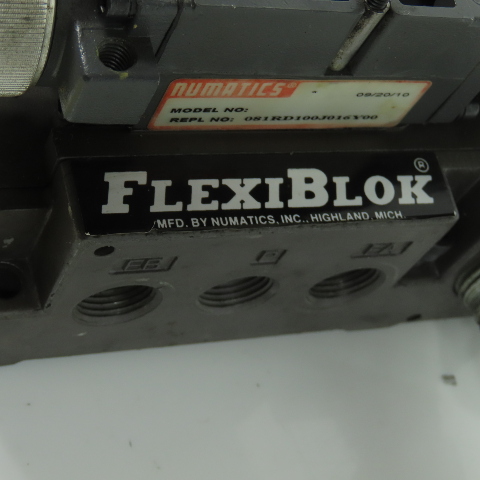 NUMATICS®
09/20/10
MODEL NO:
REPL NO: 081RD100J016Y00
FLEXIBLOK®
MFD. BY NUMATICS, INC., HIGHLAND, MICH.
EB P EA